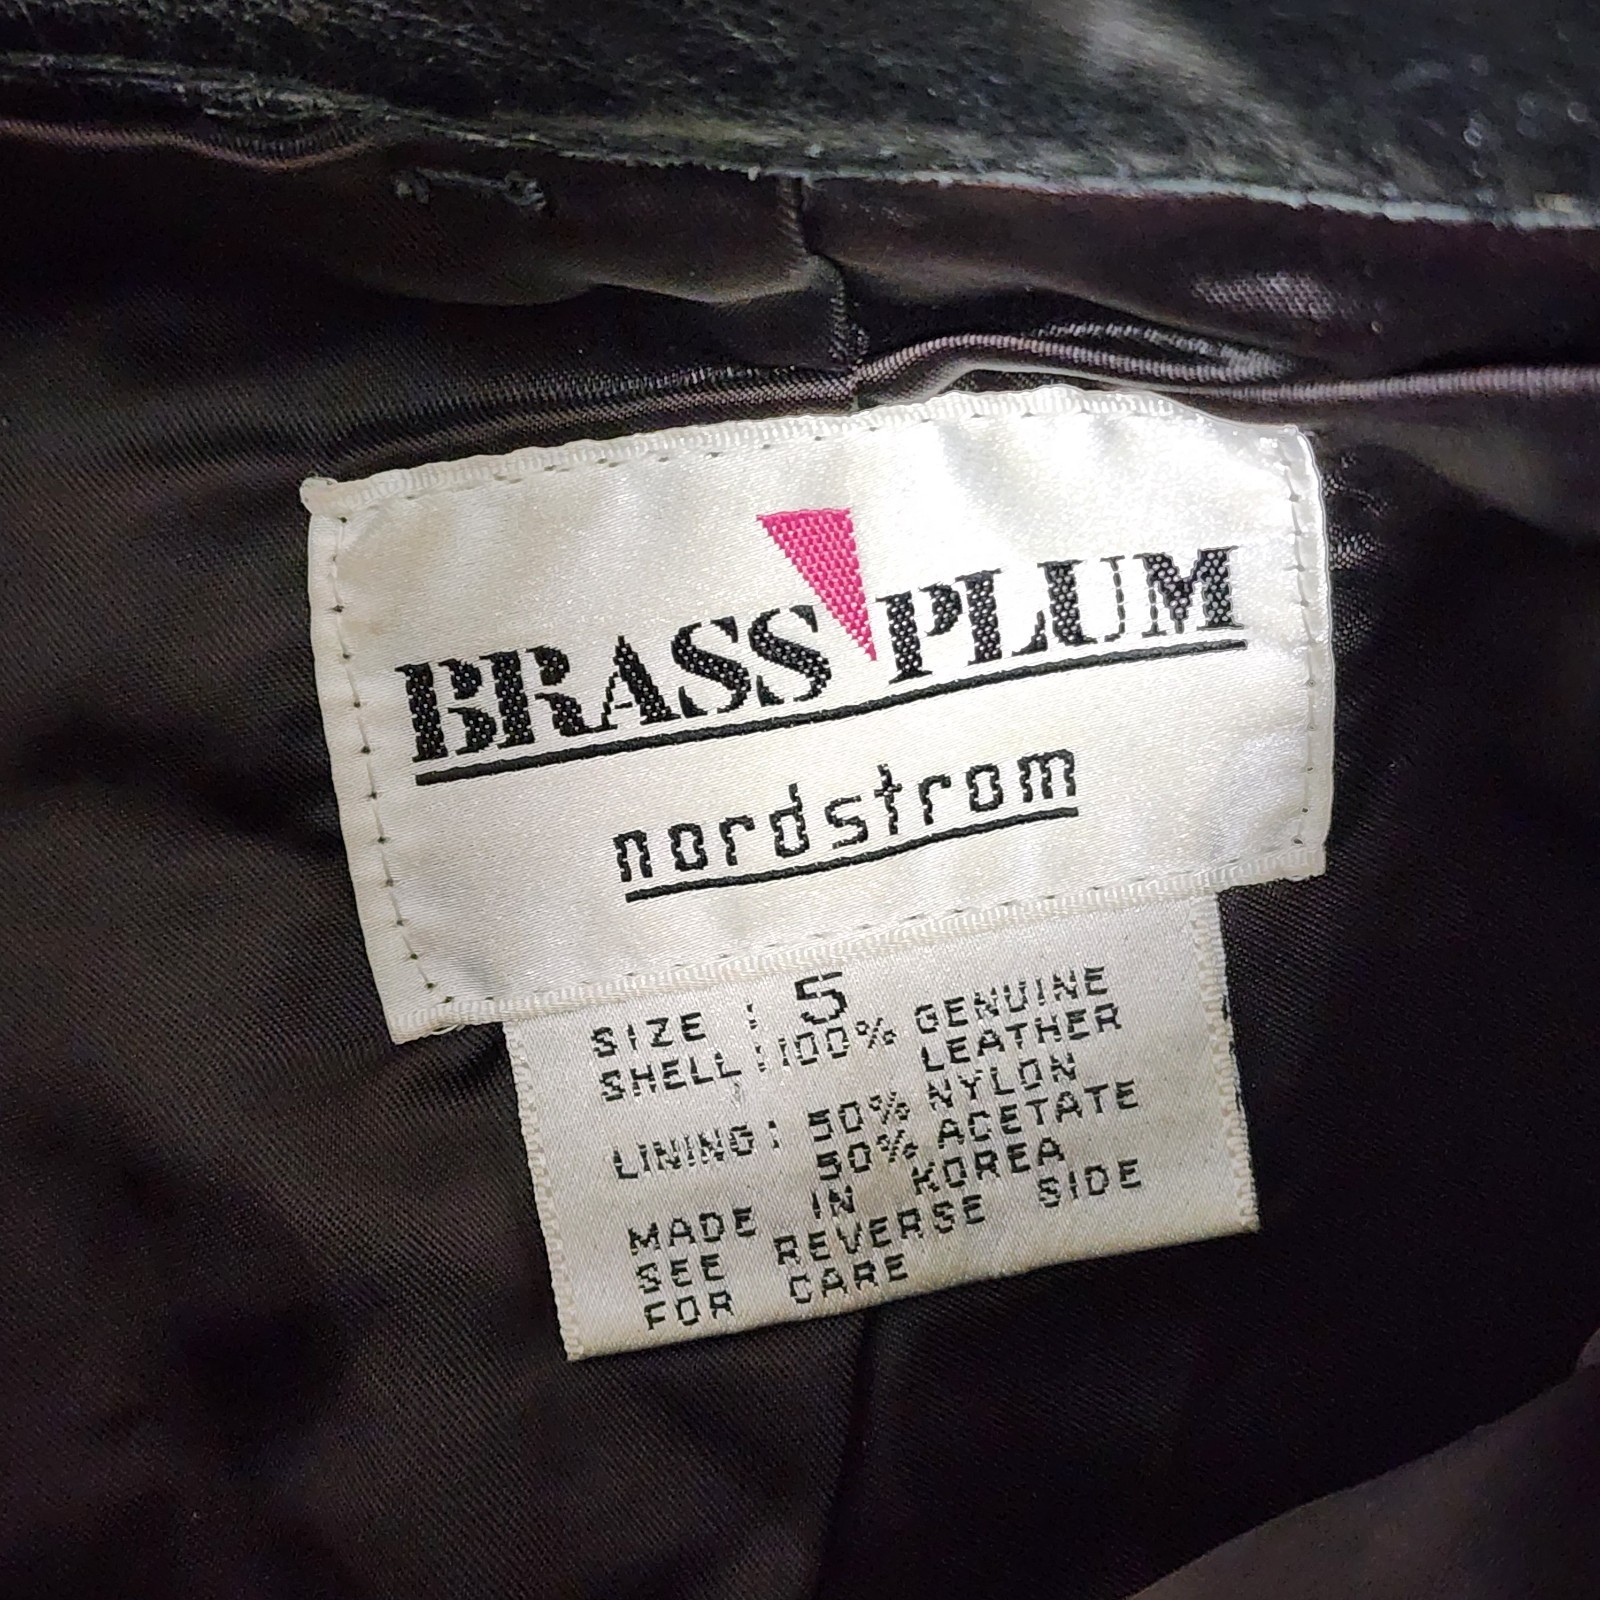 BRASS PLUM
nordstrom
SIZE : 5
SHELL : 100% GENUINE
LEATHER
LINING : 50% NYLON
50% ACETATE
MADE IN KOREA
SEE REVERSE SIDE
FOR CARE